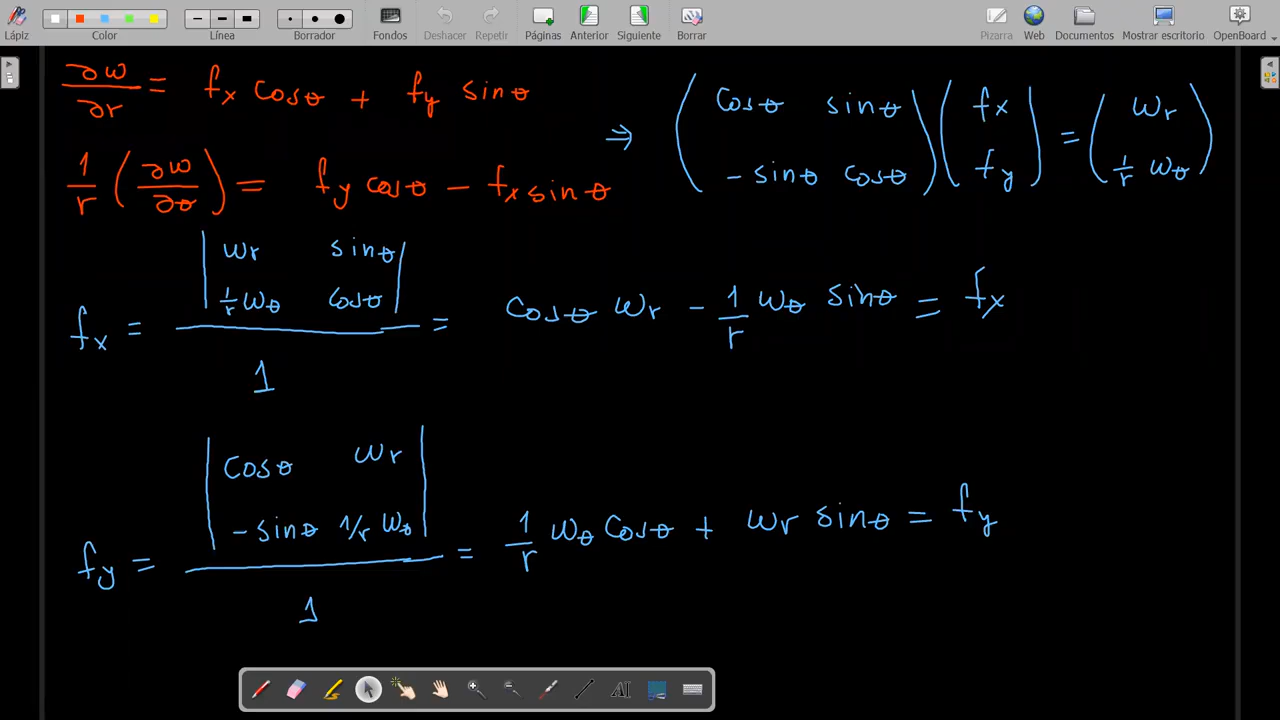 Lápiz Color Línea Borrador Fondos Deshacer Repetir Páginas Anterior Siguiente Borrar Pizarra Web Documentos Mostrar escritorio OpenBoard
∂w/∂r = fx cosθ + fy sinθ
1/r (∂w/∂θ) = fy cosθ − fx sinθ
⇒ (cosθ sinθ; −sinθ cosθ)(fx; fy) = (wr; 1/r wθ)
fx = |wr sinθ; 1/r wθ cosθ| / 1 = cosθ wr − 1/r wθ sinθ = fx
fy = |cosθ wr; −sinθ 1/r wθ| / 1 = 1/r wθ cosθ + wr sinθ = fy
AI